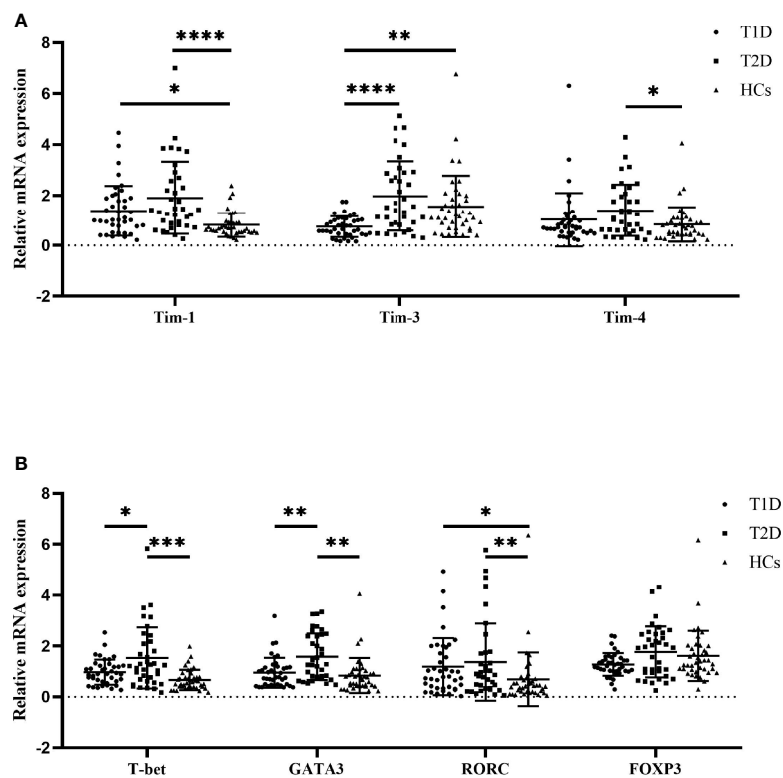 A
Relative mRNA expression
8
6
4
2
0
-2
****
*
**
****
*
T1D
T2D
HCs
Tim-1
Tim-3
Tim-4
B
Relative mRNA expression
8
6
4
2
0
-2
*
***
**
**
*
**
T1D
T2D
HCs
T-bet
GATA3
RORC
FOXP3